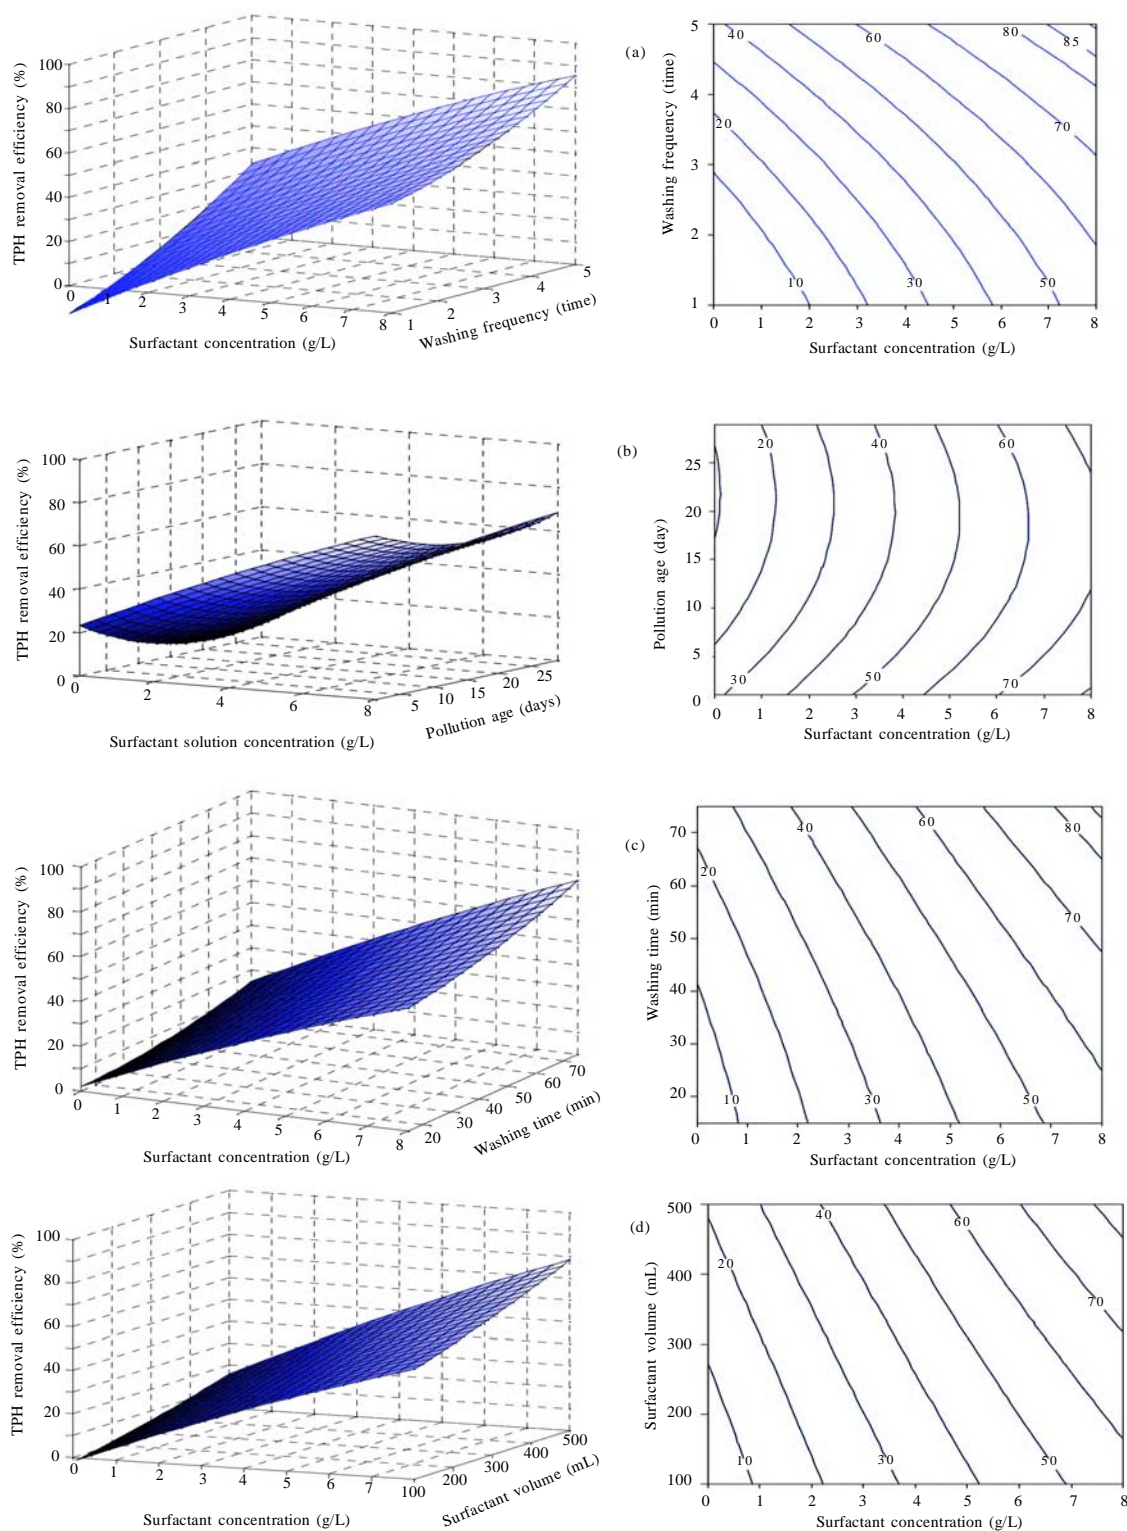 (a)
TPH removal efficiency (%)
100
80
60
40
20
0
0 1 2 3 4 5 6 7 8
1 2 3 4 5
Surfactant concentration (g/L)
Washing frequency (time)
Washing frequency (time)
5
4
3
2
1
40 60 80 85
20 70
10 30 50
0 1 2 3 4 5 6 7 8
Surfactant concentration (g/L)
(b)
TPH removal efficiency (%)
100
80
60
40
20
0
0 2 4 6 8
5 10 15 20 25
Surfactant solution concentration (g/L)
Pollution age (days)
Pollution age (day)
25
20
15
10
5
0
20 40 60
30 50 70
0 1 2 3 4 5 6 7 8
Surfactant concentration (g/L)
(c)
TPH removal efficiency (%)
100
80
60
40
20
0
0 1 2 3 4 5 6 7 8
20 30 40 50 60 70
Surfactant concentration (g/L)
Washing time (min)
Washing time (min)
70
60
50
40
30
20
40 60 80
20 70
10 30 50
0 1 2 3 4 5 6 7 8
Surfactant concentration (g/L)
(d)
TPH removal efficiency (%)
100
80
60
40
20
0
0 1 2 3 4 5 6 7
100 200 300 400 500
Surfactant concentration (g/L)
Surfactant volume (mL)
Surfactant volume (mL)
500
400
300
200
100
40 60
20 70
10 30 50
0 1 2 3 4 5 6 7 8
Surfactant concentration (g/L)